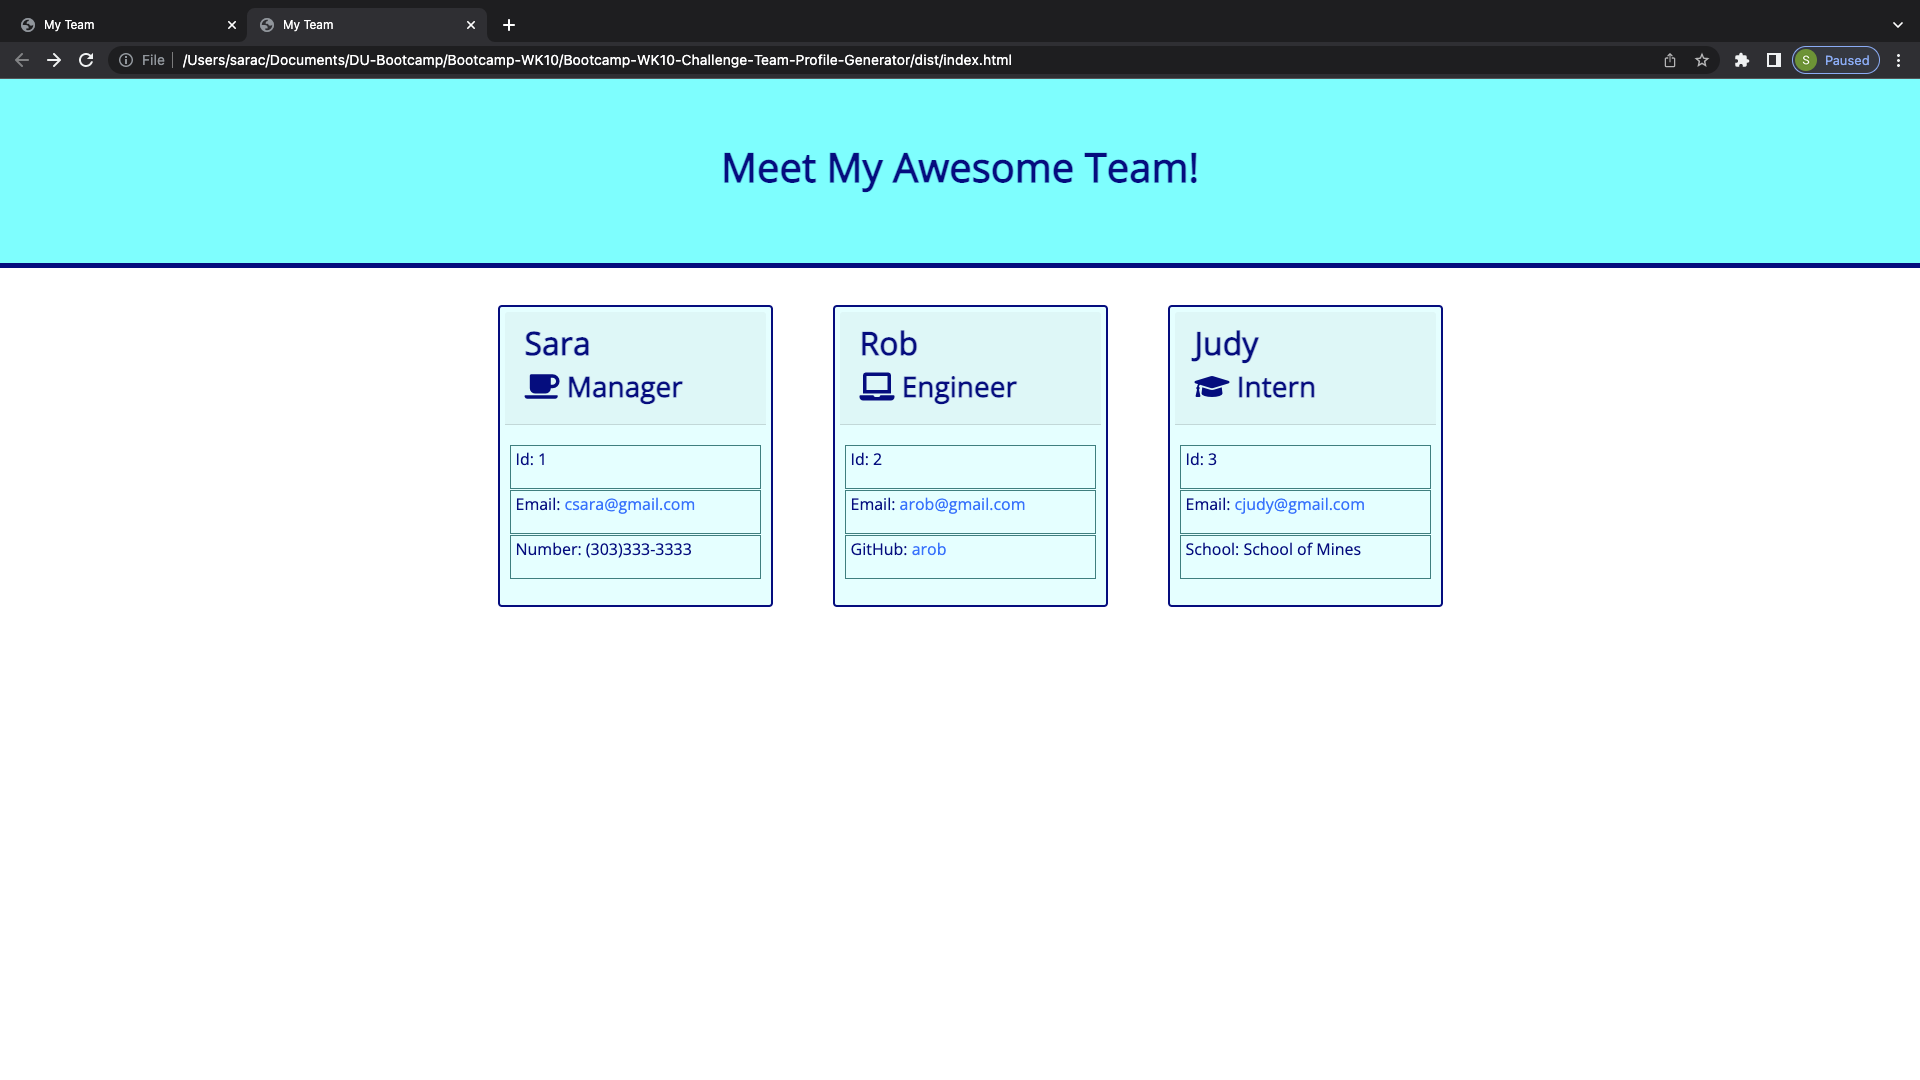 My Team
My Team
File
/Users/sarac/Documents/DU-Bootcamp/Bootcamp-WK10/Bootcamp-WK10-Challenge-Team-Profile-Generator/dist/index.html
S
Paused
Meet My Awesome Team!
Sara
Manager
Id: 1
Email: csara@gmail.com
Number: (303)333-3333
Rob
Engineer
Id: 2
Email: arob@gmail.com
GitHub: arob
Judy
Intern
Id: 3
Email: cjudy@gmail.com
School: School of Mines